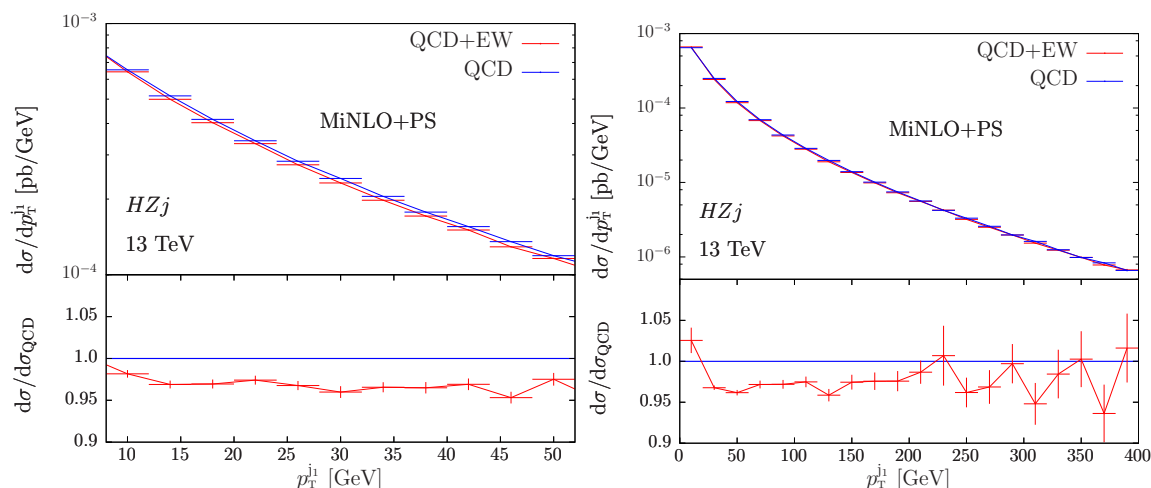 10⁻³
QCD+EW
QCD
MiNLO+PS
dσ/dp_T^{j1} [pb/GeV]
HZj
13 TeV
10⁻⁴
dσ/dσ_QCD
1.05
1.0
0.95
0.9
10 15 20 25 30 35 40 45 50
p_T^{j1} [GeV]
10⁻³
QCD+EW
QCD
10⁻⁴
MiNLO+PS
dσ/dp_T^{j1} [pb/GeV]
10⁻⁵
HZj
13 TeV
10⁻⁶
dσ/dσ_QCD
1.05
1.0
0.95
0.9
0 50 100 150 200 250 300 350 400
p_T^{j1} [GeV]